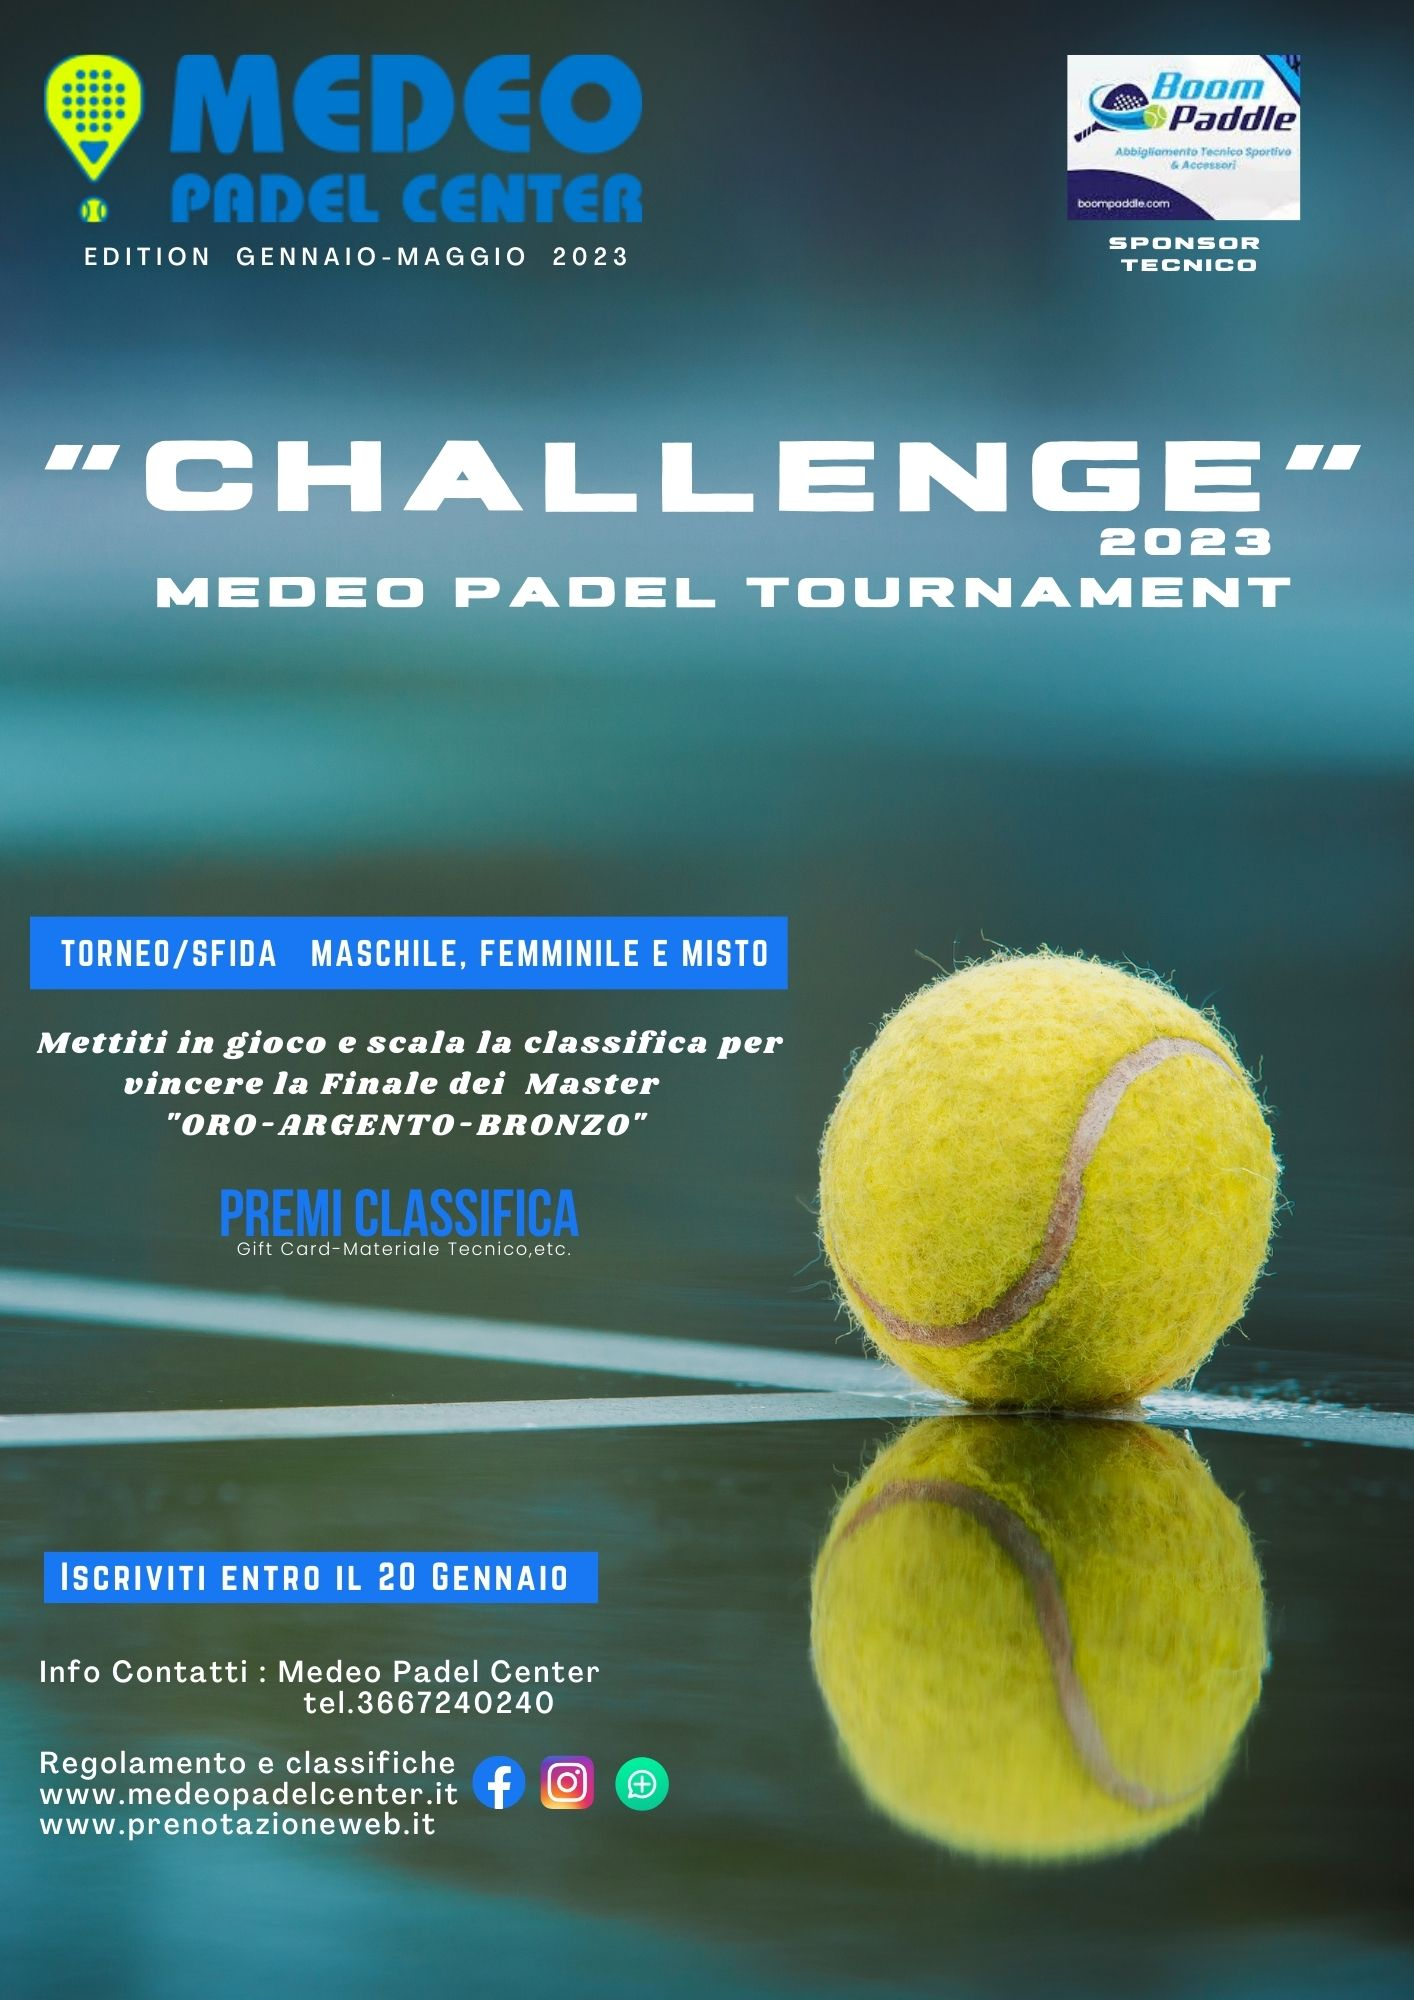 MEDEO
PADEL CENTER
EDITION GENNAIO-MAGGIO 2023
Boom
Paddle
Abbigliamento Tecnico Sportivo
& Accessori
boompaddle.com
SPONSOR
TECNICO
"CHALLENGE"
2023
MEDEO PADEL TOURNAMENT
TORNEO/SFIDA MASCHILE, FEMMINILE E MISTO
Mettiti in gioco e scala la classifica per
vincere la Finale dei Master
"ORO-ARGENTO-BRONZO"
PREMI CLASSIFICA
Gift Card-Materiale Tecnico,etc.
ISCRIVITI ENTRO IL 20 GENNAIO
Info Contatti : Medeo Padel Center
tel.3667240240
Regolamento e classifiche
www.medeopadelcenter.it
www.prenotazioneweb.it